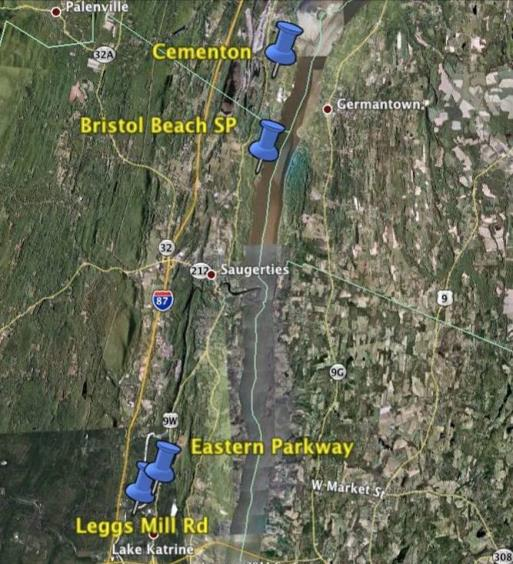 Palenville
32A
Cementon
Germantown
Bristol Beach SP
32
212
Saugerties
87
9
9G
9W
Eastern Parkway
W Market St
Leggs Mill Rd
Lake Katrine
308